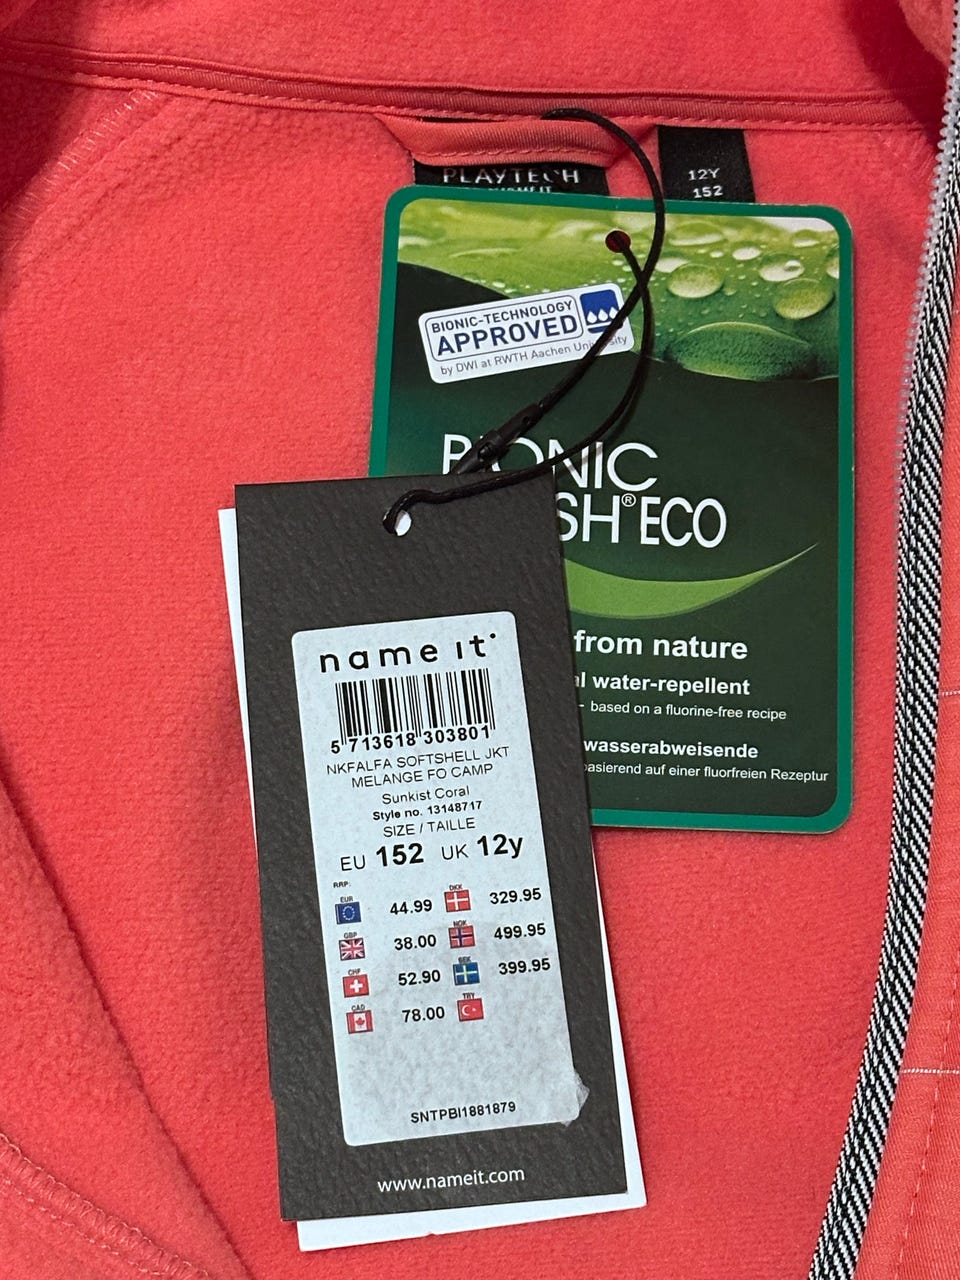 PLAYTECH
12Y
152
BIONIC-TECHNOLOGY
APPROVED
by DWI at RWTH Aachen University
BIONIC
SH® ECO
from nature
al water-repellent
- based on a fluorine-free recipe
wasserabweisende
basierend auf einer fluorfreien Rezeptur
name it
5 713618 303801
NKFALFA SOFTSHELL JKT
MELANGE FO CAMP
Sunkist Coral
Style no. 13148717
SIZE / TAILLE
EU 152 UK 12y
RRP:
EUR 44.99 DKK 329.95
GBP 38.00 NOK 499.95
CHF 52.90 SEK 399.95
CAD 78.00 TRY
SNTPBI1881879
www.nameit.com